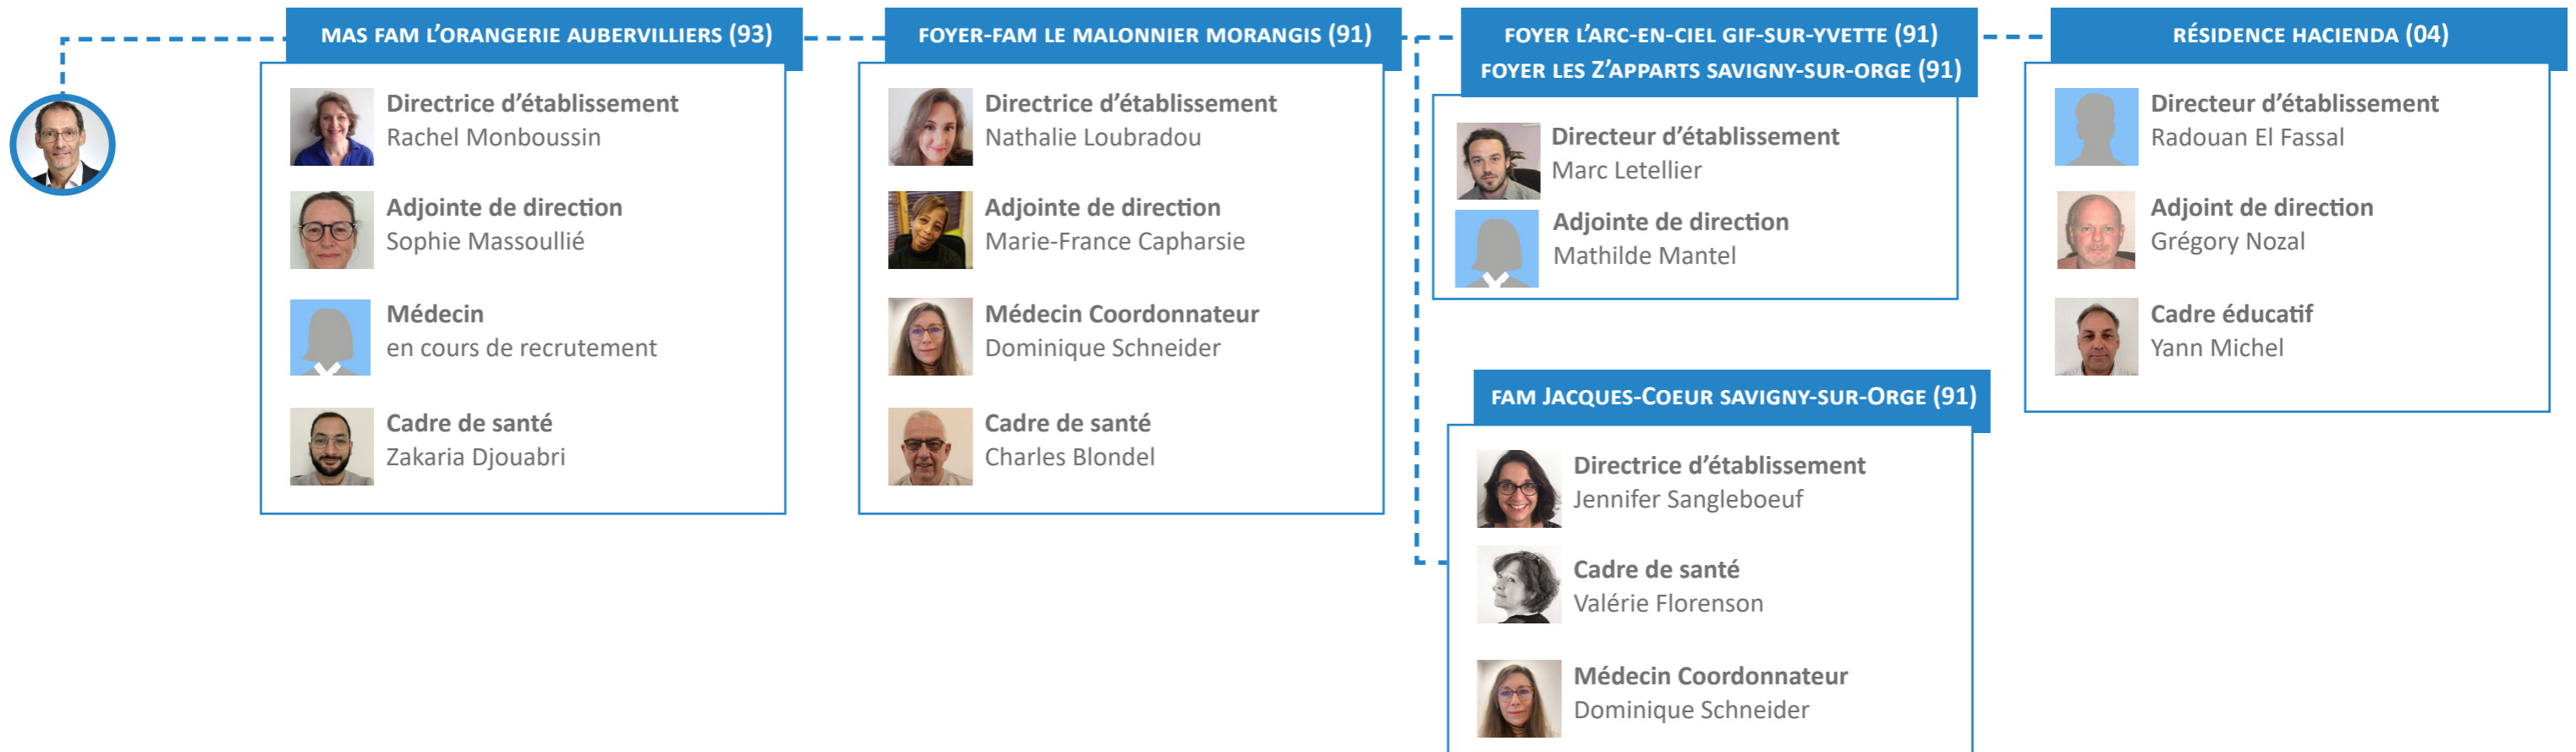 MAS FAM L'ORANGERIE AUBERVILLIERS (93)
Directrice d'établissement
Rachel Monboussin
Adjointe de direction
Sophie Massoullié
Médecin
en cours de recrutement
Cadre de santé
Zakaria Djouabri
FOYER-FAM LE MALONNIER MORANGIS (91)
Directrice d'établissement
Nathalie Loubradou
Adjointe de direction
Marie-France Capharsie
Médecin Coordonnateur
Dominique Schneider
Cadre de santé
Charles Blondel
FOYER L'ARC-EN-CIEL GIF-SUR-YVETTE (91)
FOYER LES Z'APPARTS SAVIGNY-SUR-ORGE (91)
Directeur d'établissement
Marc Letellier
Adjointe de direction
Mathilde Mantel
FAM JACQUES-COEUR SAVIGNY-SUR-ORGE (91)
Directrice d'établissement
Jennifer Sangleboeuf
Cadre de santé
Valérie Florenson
Médecin Coordonnateur
Dominique Schneider
RÉSIDENCE HACIENDA (04)
Directeur d'établissement
Radouan El Fassal
Adjoint de direction
Grégory Nozal
Cadre éducatif
Yann Michel